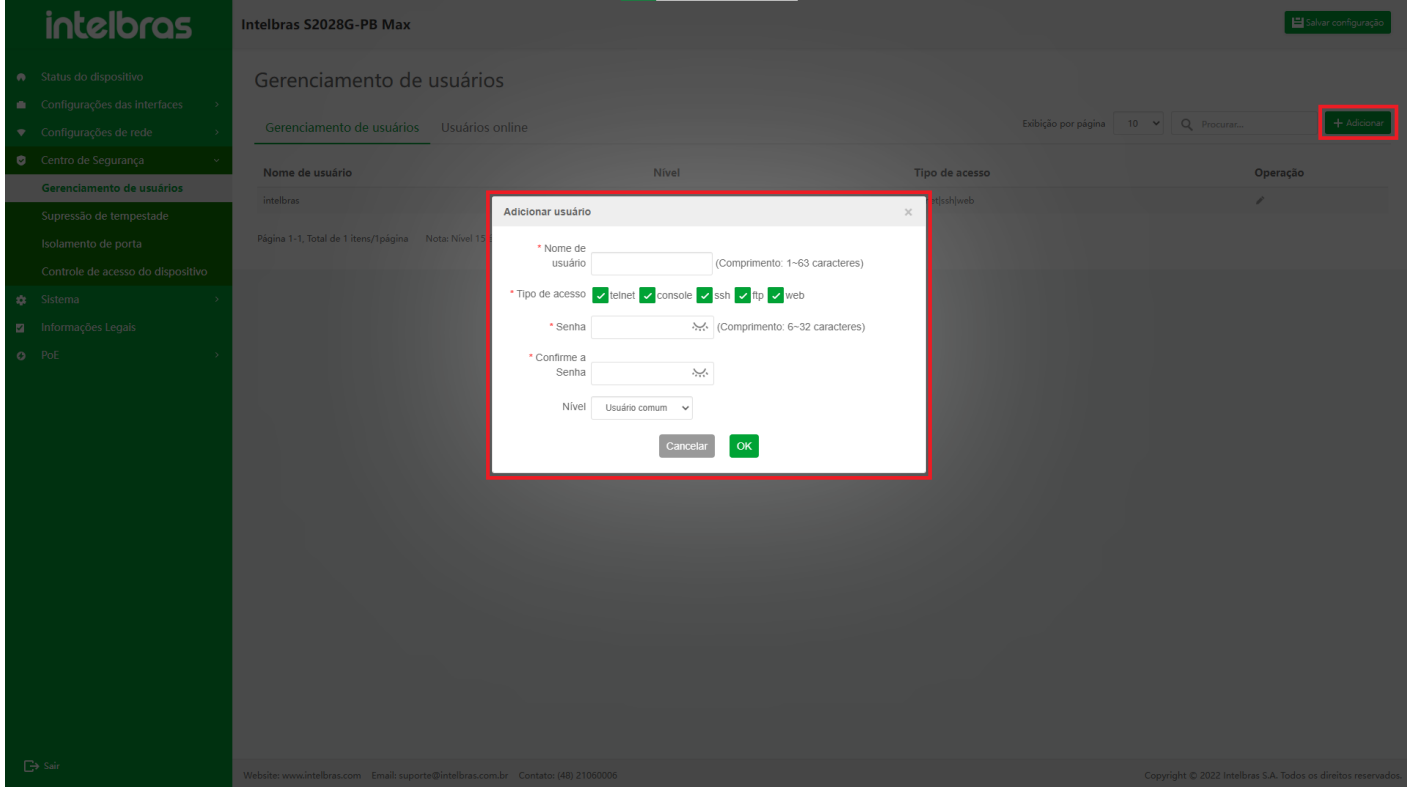 intelbras
Intelbras S2028G-PB Max
Salvar configuração
Status do dispositivo
Configurações das interfaces
Configurações de rede
Centro de Segurança
Gerenciamento de usuários
Supressão de tempestade
Isolamento de porta
Controle de acesso do dispositivo
Sistema
Informações Legais
PoE
Sair
Gerenciamento de usuários
Gerenciamento de usuários Usuários online
Exibição por página 10 Procurar... + Adicionar
Nome de usuário Nível Tipo de acesso Operação
intelbras et|ssh|web
Página 1-1, Total de 1 itens/1página Nota: Nível 15
Adicionar usuário ×
* Nome de
usuário (Comprimento: 1~63 caracteres)
* Tipo de acesso telnet console ssh ftp web
* Senha (Comprimento: 6~32 caracteres)
* Confirme a
Senha
Nível Usuário comum
Cancelar OK
Website: www.intelbras.com Email: suporte@intelbras.com.br Contato: (48) 21060006
Copyright © 2022 Intelbras S.A. Todos os direitos reservados.